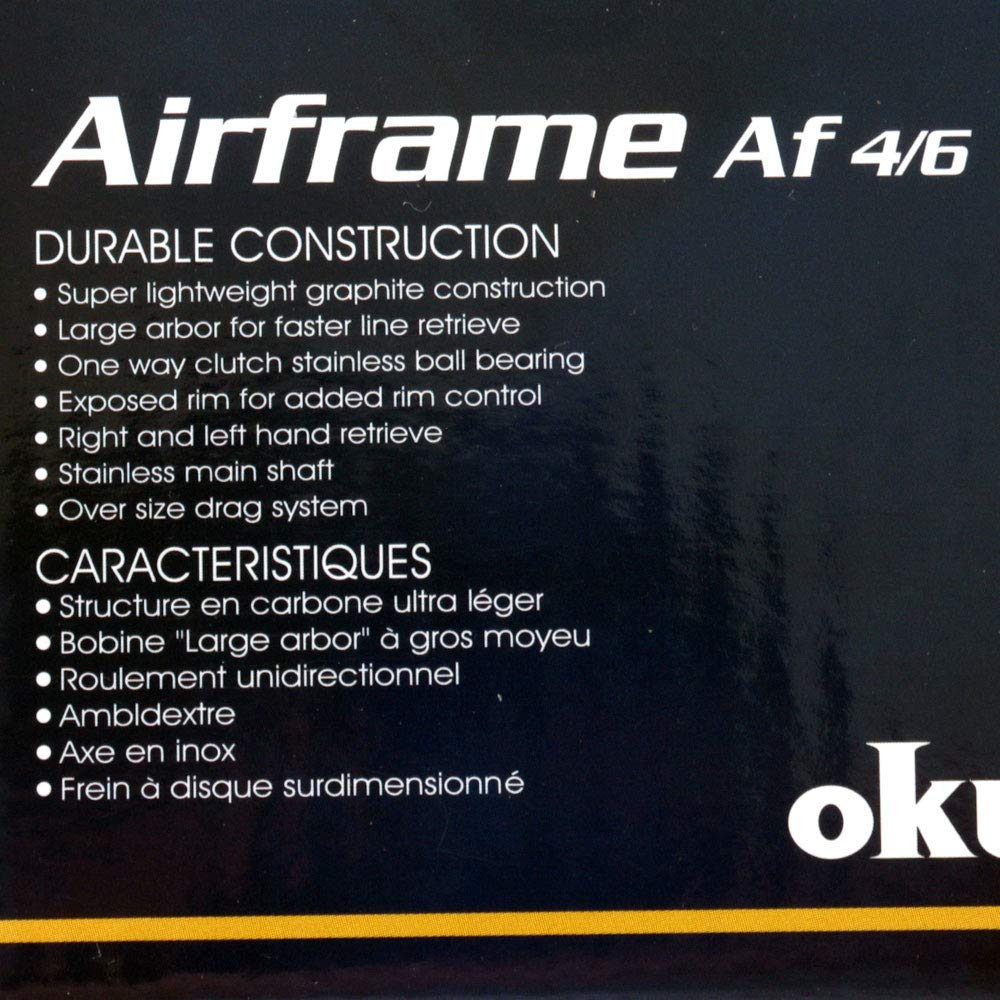 Airframe Af 4/6
DURABLE CONSTRUCTION
• Super lightweight graphite construction
• Large arbor for faster line retrieve
• One way clutch stainless ball bearing
• Exposed rim for added rim control
• Right and left hand retrieve
• Stainless main shaft
• Over size drag system
CARACTERISTIQUES
• Structure en carbone ultra léger
• Bobine "Large arbor" à gros moyeu
• Roulement unidirectionnel
• Ambldextre
• Axe en inox
• Frein à disque surdimensionné
oku